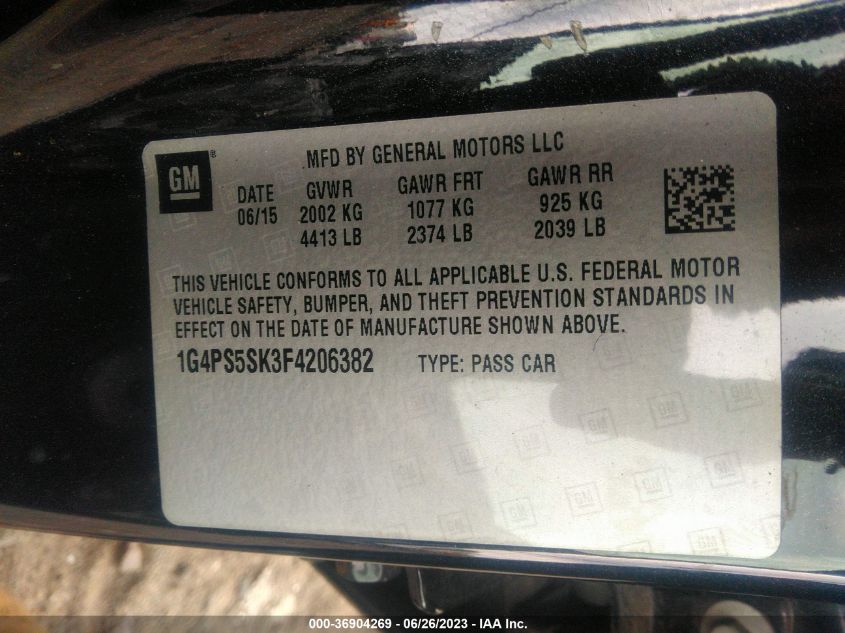 GM ®
.MFD BY GENERAL MOTORS LLC
DATE GVWR GAWR FRT GAWR RR
06/15 2002 KG 1077 KG 925 KG
4413 LB 2374 LB 2039 LB
THIS VEHICLE CONFORMS TO ALL APPLICABLE U.S. FEDERAL MOTOR
VEHICLE SAFETY, BUMPER, AND THEFT PREVENTION STANDARDS IN
EFFECT ON THE DATE OF MANUFACTURE SHOWN ABOVE.
1G4PS5SK3F4206382 TYPE: PASS CAR
000-36904269 - 06/26/2023 - IAA Inc.